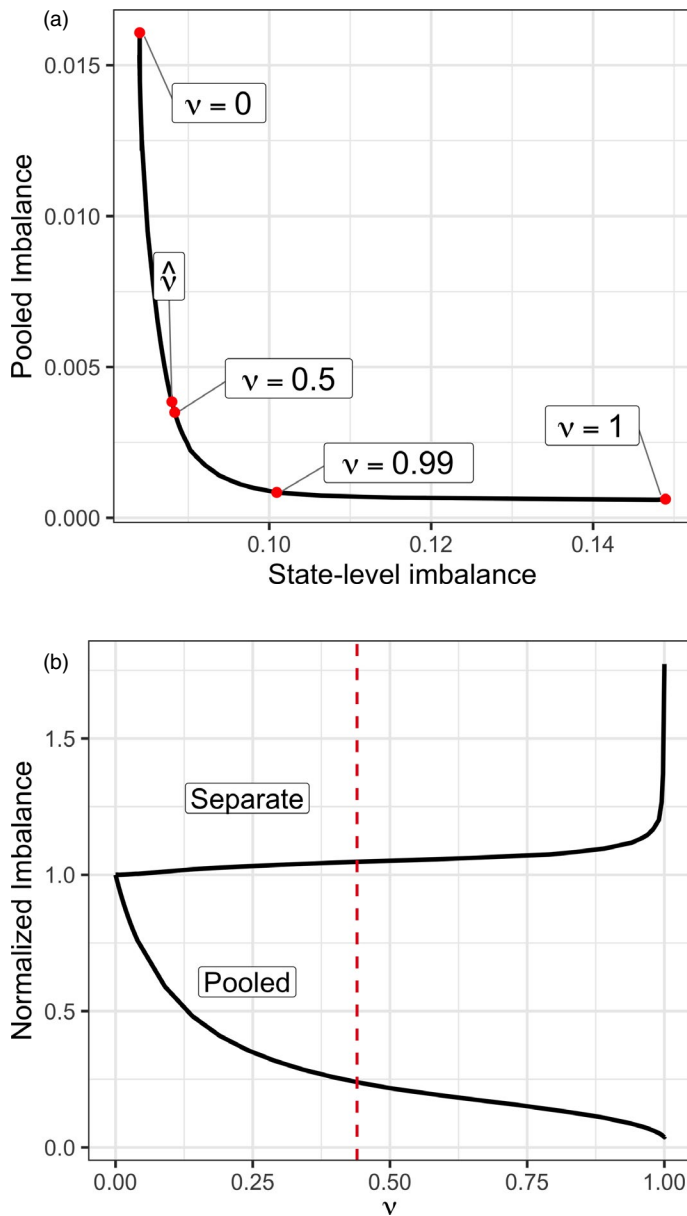 (a)
Pooled Imbalance
0.015
0.010
0.005
0.000
ν = 0
ν̂
ν = 0.5
ν = 0.99
ν = 1
0.10
0.12
0.14
State-level imbalance
(b)
Normalized Imbalance
1.5
1.0
0.5
0.0
Separate
Pooled
0.00
0.25
0.50
0.75
1.00
ν